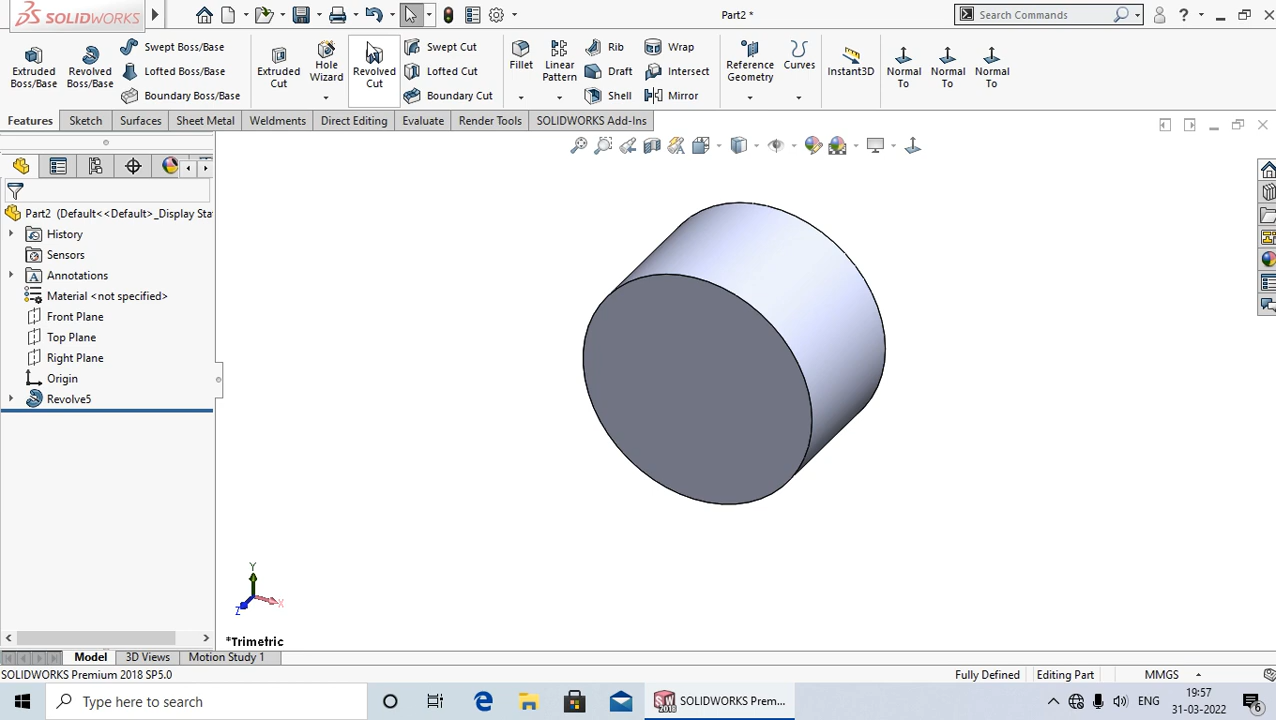 SOLIDWORKS
Part2 *
Search Commands
?
Extruded Boss/Base
Revolved Boss/Base
Swept Boss/Base
Lofted Boss/Base
Boundary Boss/Base
Extruded Cut
Hole Wizard
Revolved Cut
Swept Cut
Lofted Cut
Boundary Cut
Fillet
Linear Pattern
Rib
Draft
Shell
Wrap
Intersect
Mirror
Reference Geometry
Curves
Instant3D
Normal To
Normal To
Normal To
Features
Sketch
Surfaces
Sheet Metal
Weldments
Direct Editing
Evaluate
Render Tools
SOLIDWORKS Add-Ins
Part2 (Default<<Default>_Display Sta
History
Sensors
Annotations
Material <not specified>
Front Plane
Top Plane
Right Plane
Origin
Revolve5
Y
X
Z
*Trimetric
Model
3D Views
Motion Study 1
SOLIDWORKS Premium 2018 SP5.0
Fully Defined
Editing Part
MMGS
Type here to search
SW
2018
SOLIDWORKS Prem...
ENG
19:57
31-03-2022
6